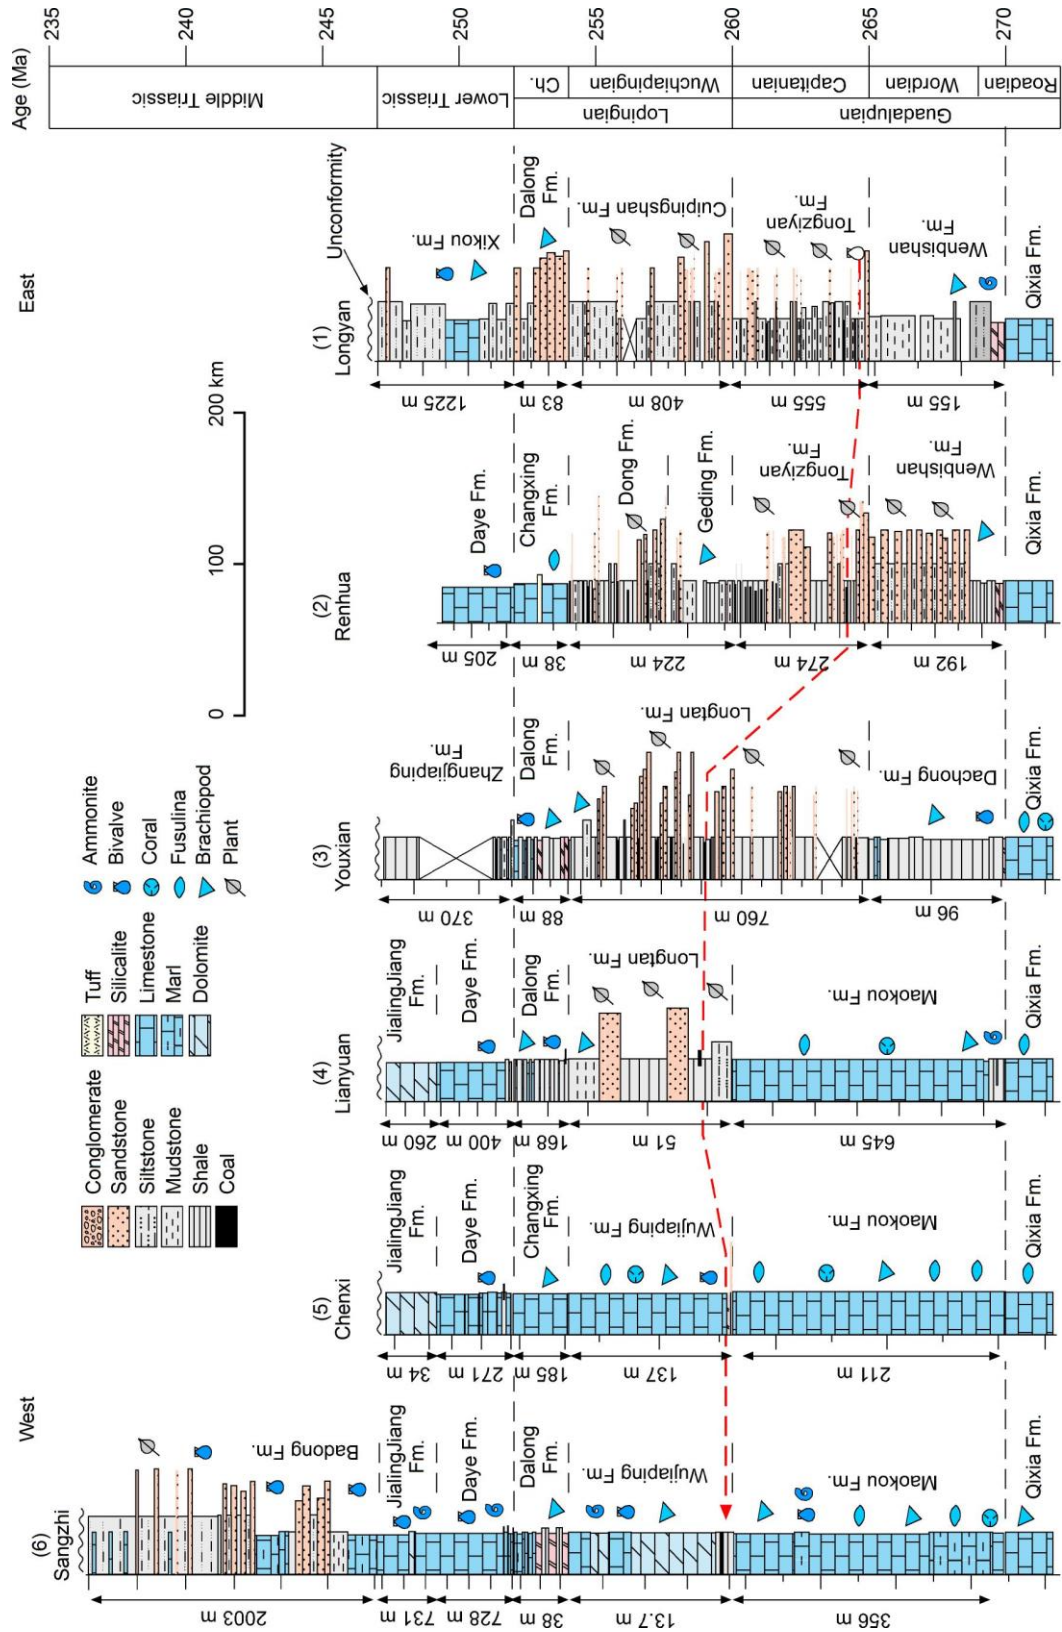 Age (Ma)
235
240
245
250
255
260
265
270
Middle Triassic
Lower Triassic
Ch.
Wuchiapingian
Lopingian
Capitanian
Wordian
Roadian
Guadalupian
West
East
0
100
200 km
Conglomerate
Sandstone
Siltstone
Mudstone
Shale
Coal
Tuff
Silicalite
Limestone
Marl
Dolomite
Ammonite
Bivalve
Coral
Fusulina
Brachiopod
Plant
(6)
Sangzhi
2003 m
731 m
728 m
38 m
13.7 m
356 m
Badong Fm.
JialingJiang
Fm.
Daye Fm.
Dalong
Fm.
Wujiaping Fm.
Maokou Fm.
Qixia Fm.
(5)
Chenxi
34 m
271 m
185 m
137 m
211 m
JialingJiang
Fm.
Daye Fm.
Changxing
Fm.
Wujiaping Fm.
Maokou Fm.
Qixia Fm.
(4)
Lianyuan
260 m
400 m
168 m
51 m
645 m
JialingJiang
Fm.
Daye Fm.
Dalong
Fm.
Longtan Fm.
Maokou Fm.
Qixia Fm.
(3)
Youxian
370 m
88 m
760 m
96 m
Zhangjiaping
Fm.
Dalong
Fm.
Longtan Fm.
Dachong Fm.
Qixia Fm.
(2)
Renhua
205 m
38 m
224 m
274 m
192 m
Daye Fm.
Changxing
Fm.
Dong Fm.
Geding Fm.
Tongziyan
Fm.
Wenbishan
Fm.
Qixia Fm.
(1)
Longyan
Unconformity
1225 m
83 m
408 m
555 m
155 m
Xikou Fm.
Dalong
Fm.
Cuipingshan Fm.
Tongziyan
Fm.
Wenbishan
Fm.
Qixia Fm.